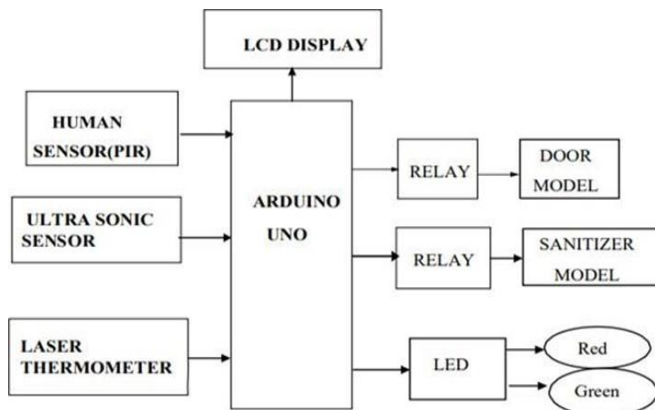 LCD DISPLAY
HUMAN
SENSOR(PIR)
ULTRA SONIC
SENSOR
LASER
THERMOMETER
ARDUINO
UNO
RELAY
DOOR
MODEL
RELAY
SANITIZER
MODEL
LED
Red
Green